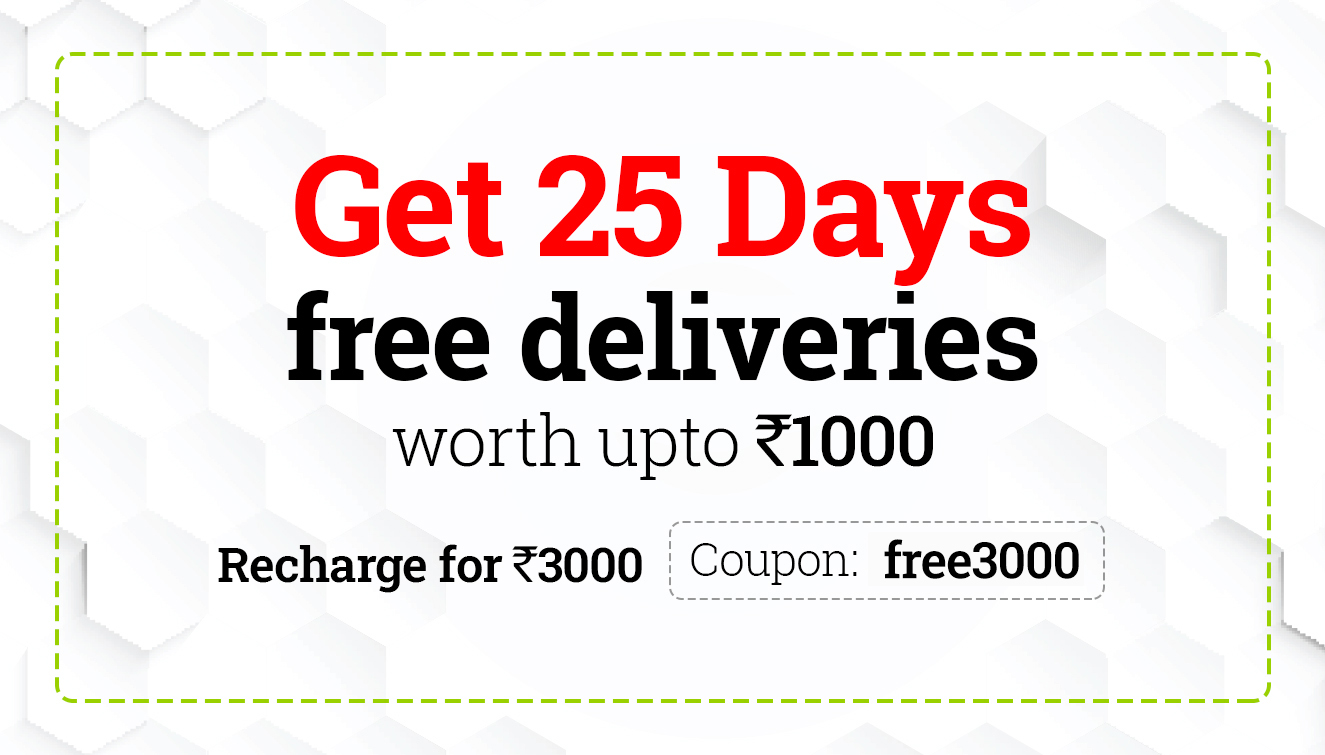 Get 25 Days
free deliveries
worth upto ₹1000
Recharge for ₹3000 Coupon: free3000